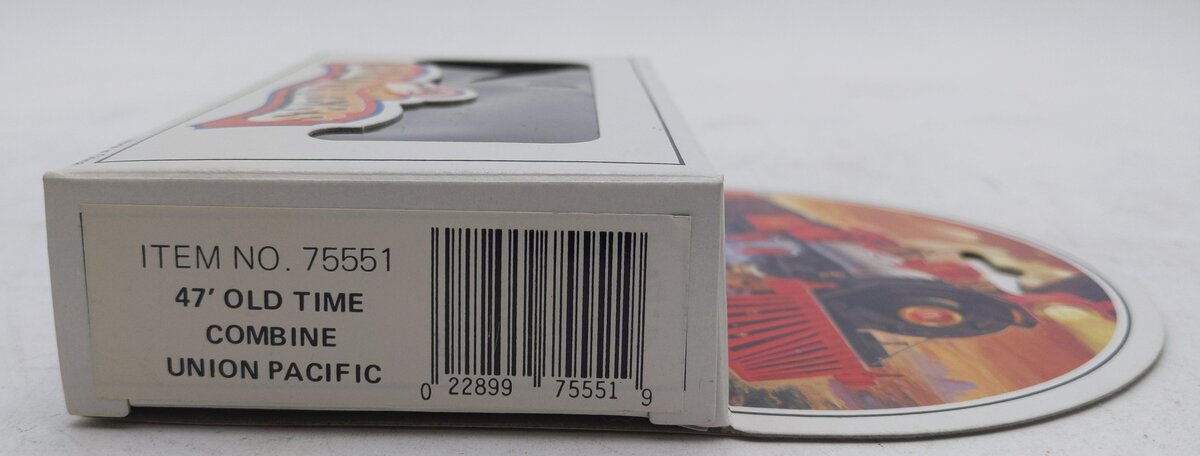 ITEM NO. 75551
47' OLD TIME
COMBINE
UNION PACIFIC
0 22899 75551 9